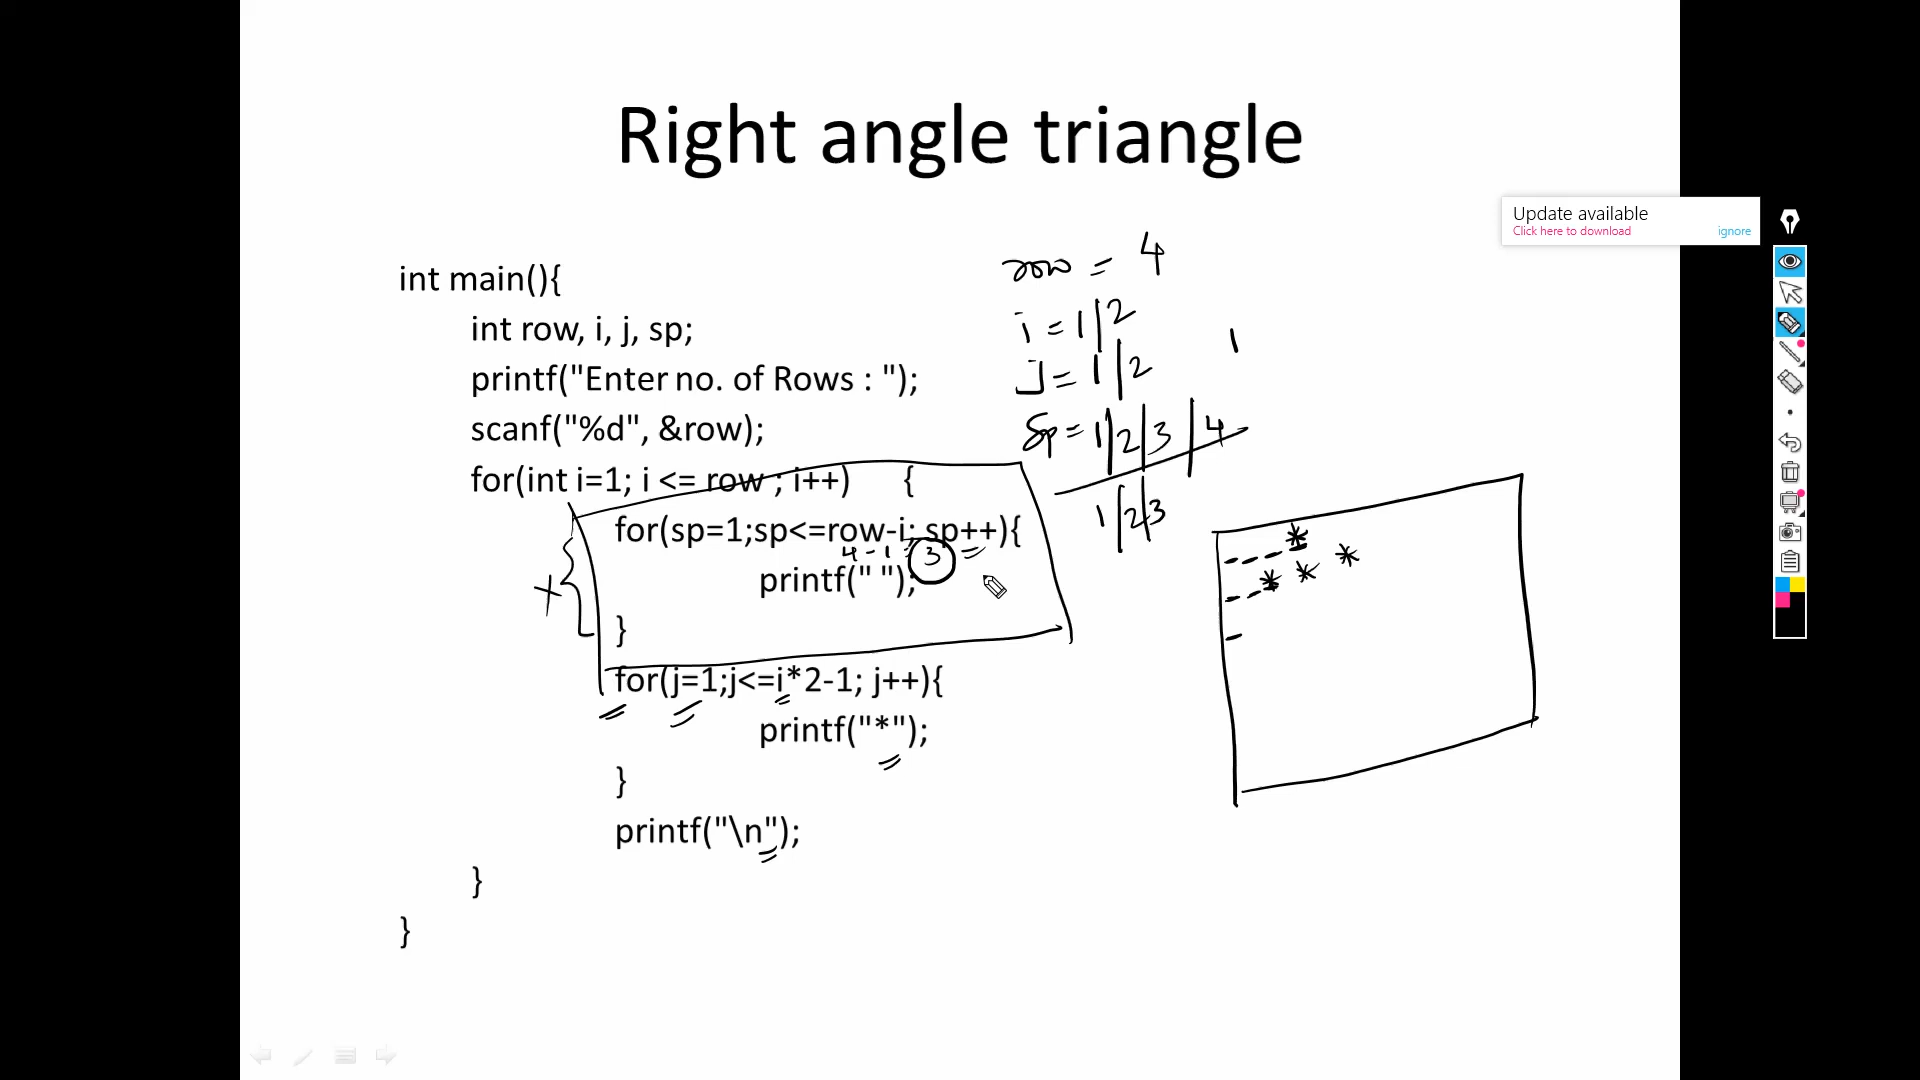 Right angle triangle
Update available
Click here to download ignore
int main(){
int row, i, j, sp;
printf("Enter no. of Rows : ");
scanf("%d", &row);
for(int i=1; i <= row ; i++) {
for(sp=1;sp<=row-i; sp++){
printf(" ");
}
for(j=1;j<=i*2-1; j++){
printf("*");
}
printf("\n");
}
}
row = 4
i = 1|2
j = 1|2
1
Sp = 1|2|3|4
1|2|3
4-1
3
- - - *
- - * * *
-